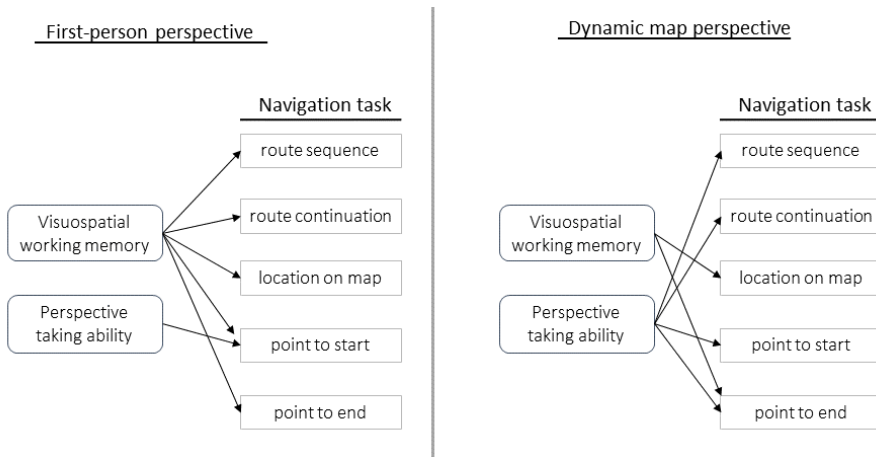 First-person perspective
Navigation task
route sequence
route continuation
location on map
point to start
point to end
Visuospatial
working memory
Perspective
taking ability
Dynamic map perspective
Navigation task
route sequence
route continuation
location on map
point to start
point to end
Visuospatial
working memory
Perspective
taking ability